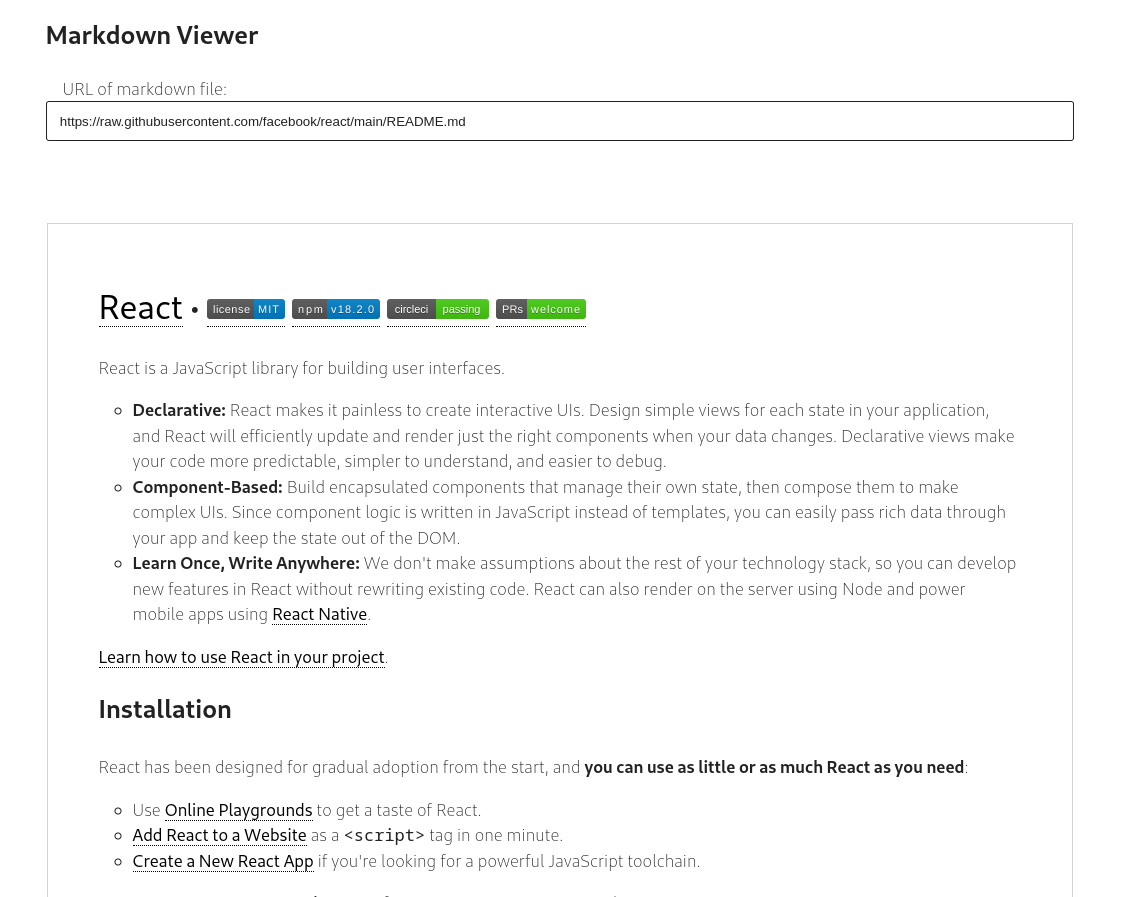 Markdown Viewer
URL of markdown file:
https://raw.githubusercontent.com/facebook/react/main/README.md
React · license MIT npm v18.2.0 circleci passing PRs welcome
React is a JavaScript library for building user interfaces.
Declarative: React makes it painless to create interactive UIs. Design simple views for each state in your application,
and React will efficiently update and render just the right components when your data changes. Declarative views make
your code more predictable, simpler to understand, and easier to debug.
Component-Based: Build encapsulated components that manage their own state, then compose them to make
complex UIs. Since component logic is written in JavaScript instead of templates, you can easily pass rich data through
your app and keep the state out of the DOM.
Learn Once, Write Anywhere: We don't make assumptions about the rest of your technology stack, so you can develop
new features in React without rewriting existing code. React can also render on the server using Node and power
mobile apps using React Native.
Learn how to use React in your project.
Installation
React has been designed for gradual adoption from the start, and you can use as little or as much React as you need:
Use Online Playgrounds to get a taste of React.
Add React to a Website as a <script> tag in one minute.
Create a New React App if you're looking for a powerful JavaScript toolchain.